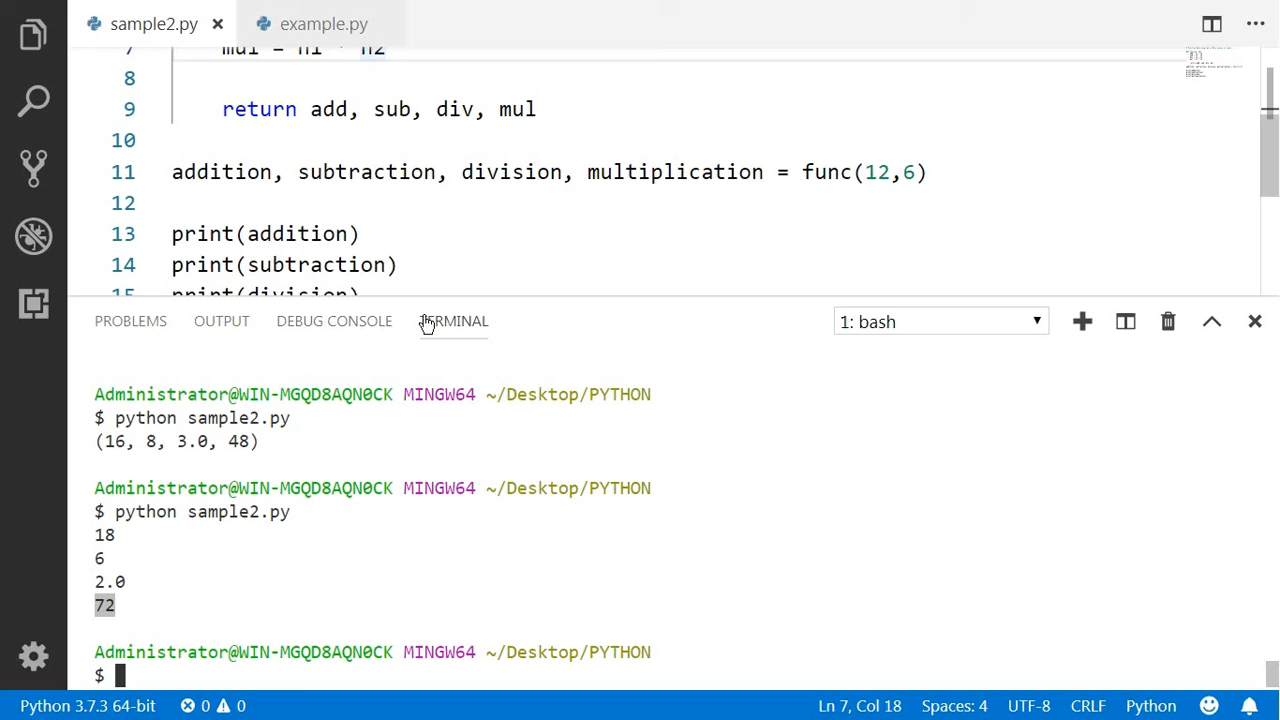 sample2.py
example.py
7 mul = n1 * n2
8
9 return add, sub, div, mul
10
11 addition, subtraction, division, multiplication = func(12,6)
12
13 print(addition)
14 print(subtraction)
15 print(division)
PROBLEMS OUTPUT DEBUG CONSOLE TERMINAL 1: bash
Administrator@WIN-MGQD8AQN0CK MINGW64 ~/Desktop/PYTHON
$ python sample2.py
(16, 8, 3.0, 48)
Administrator@WIN-MGQD8AQN0CK MINGW64 ~/Desktop/PYTHON
$ python sample2.py
18
6
2.0
72
Administrator@WIN-MGQD8AQN0CK MINGW64 ~/Desktop/PYTHON
$
Python 3.7.3 64-bit 0 0 Ln 7, Col 18 Spaces: 4 UTF-8 CRLF Python